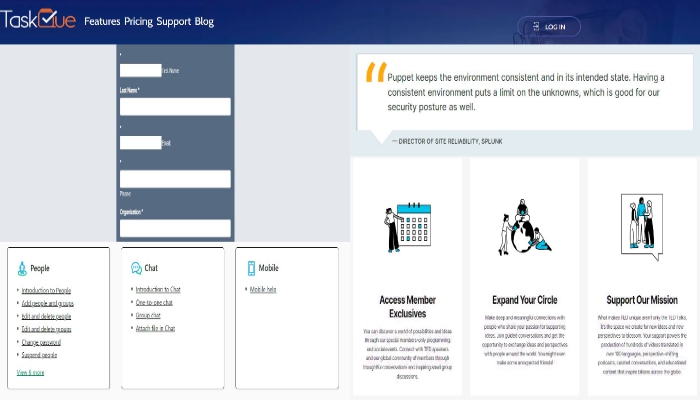 TaskQue
Features Pricing Support Blog
LOG IN
*
First Name
Last Name *
*
Email
*
Phone
Organization *
Puppet keeps the environment consistent and in its intended state. Having a
consistent environment puts a limit on the unknowns, which is good for our
security posture as well.
— DIRECTOR OF SITE RELIABILITY, SPLUNK
People
Introduction to People
Add people and groups
Edit and delete people
Edit and delete groups
Change password
Suspend people
View 8 more
Chat
Introduction to Chat
One-to-one chat
Group chat
Attach file in Chat
Mobile
Mobile help
Access Member
Exclusives
You can discover a world of possibilities and ideas
through our special members-only programming
and social events. Connect with TED speakers
and our global community of members through
thoughtful conversations and inspiring small group
discussions.
Expand Your Circle
Make deep and meaningful connections with
people who share your passion for supporting
ideas. Join guided conversations and get the
opportunity to exchange ideas and perspectives
with people around the world. You might even
make some unexpected friends!
Support Our Mission
What makes TED unique aren't only the TED Talks,
it's the space we create for new ideas and new
perspectives to blossom. Your support powers the
production of hundreds of videos translated in
over 100 languages, perspective-shifting
podcasts, curated conversations, and educational
content that inspires billions across the globe.